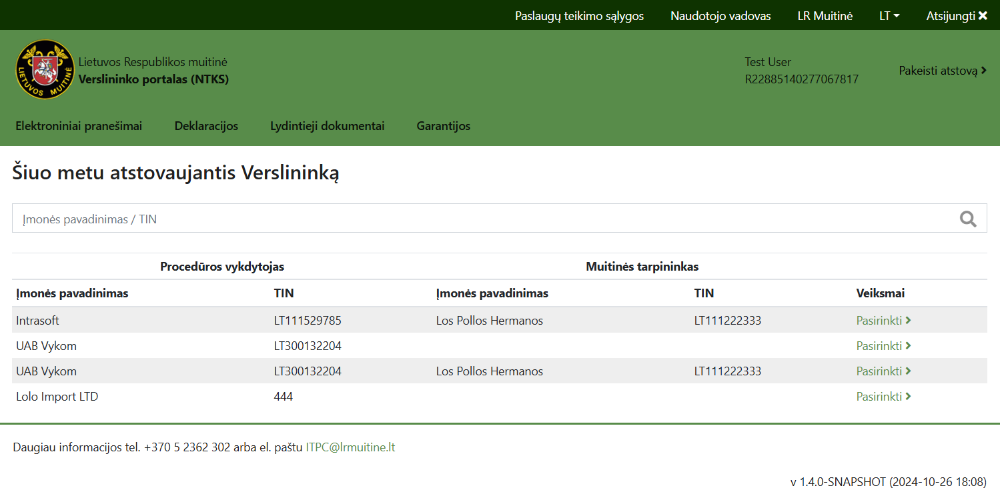 Paslaugų teikimo sąlygos Naudotojo vadovas LR Muitinė LT Atsijungti
LIETUVOS MUITINĖ
Lietuvos Respublikos muitinė
Verslininko portalas (NTKS)
Test User
R22885140277067817
Pakeisti atstovą
Elektroniniai pranešimai Deklaracijos Lydintieji dokumentai Garantijos
Šiuo metu atstovaujantis Verslininką
Įmonės pavadinimas / TIN
Procedūros vykdytojas Muitinės tarpininkas
Įmonės pavadinimas TIN Įmonės pavadinimas TIN Veiksmai
Intrasoft LT111529785 Los Pollos Hermanos LT111222333 Pasirinkti
UAB Vykom LT300132204 Pasirinkti
UAB Vykom LT300132204 Los Pollos Hermanos LT111222333 Pasirinkti
Lolo Import LTD 444 Pasirinkti
Daugiau informacijos tel. +370 5 2362 302 arba el. paštu ITPC@lrmuitine.lt
v 1.4.0-SNAPSHOT (2024-10-26 18:08)